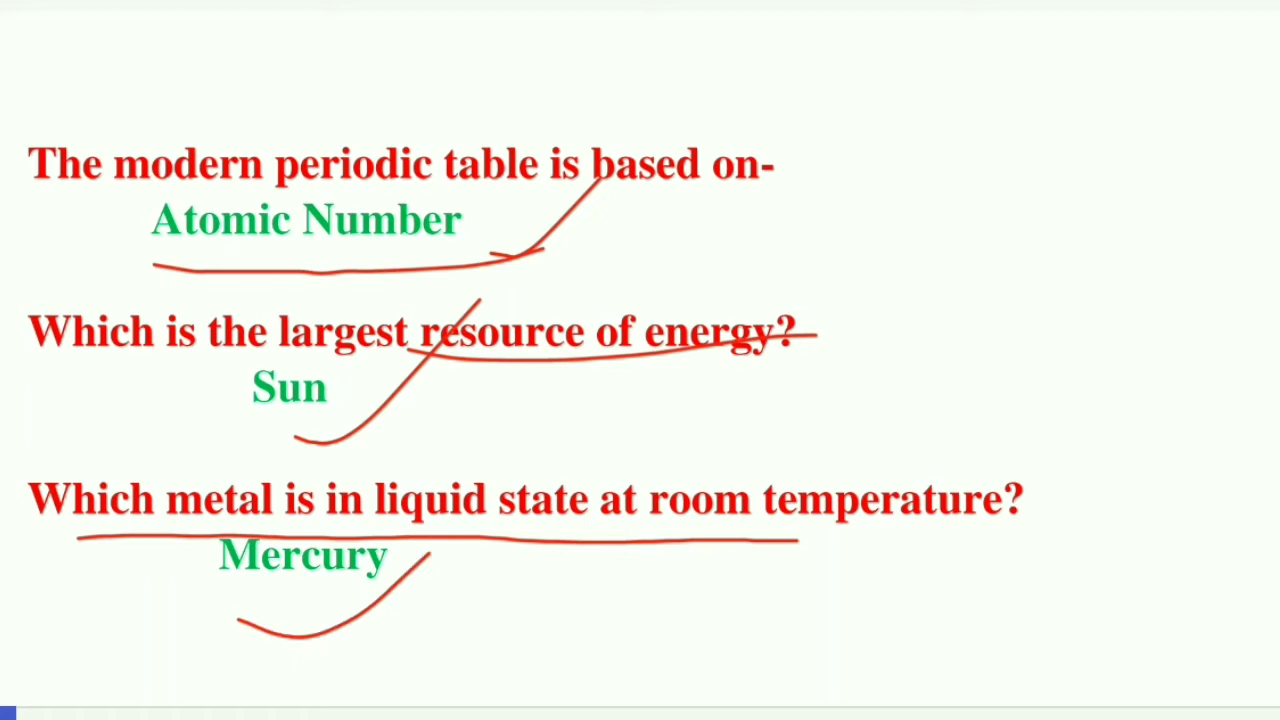 The modern periodic table is based on-
Atomic Number
Which is the largest resource of energy?
Sun
Which metal is in liquid state at room temperature?
Mercury